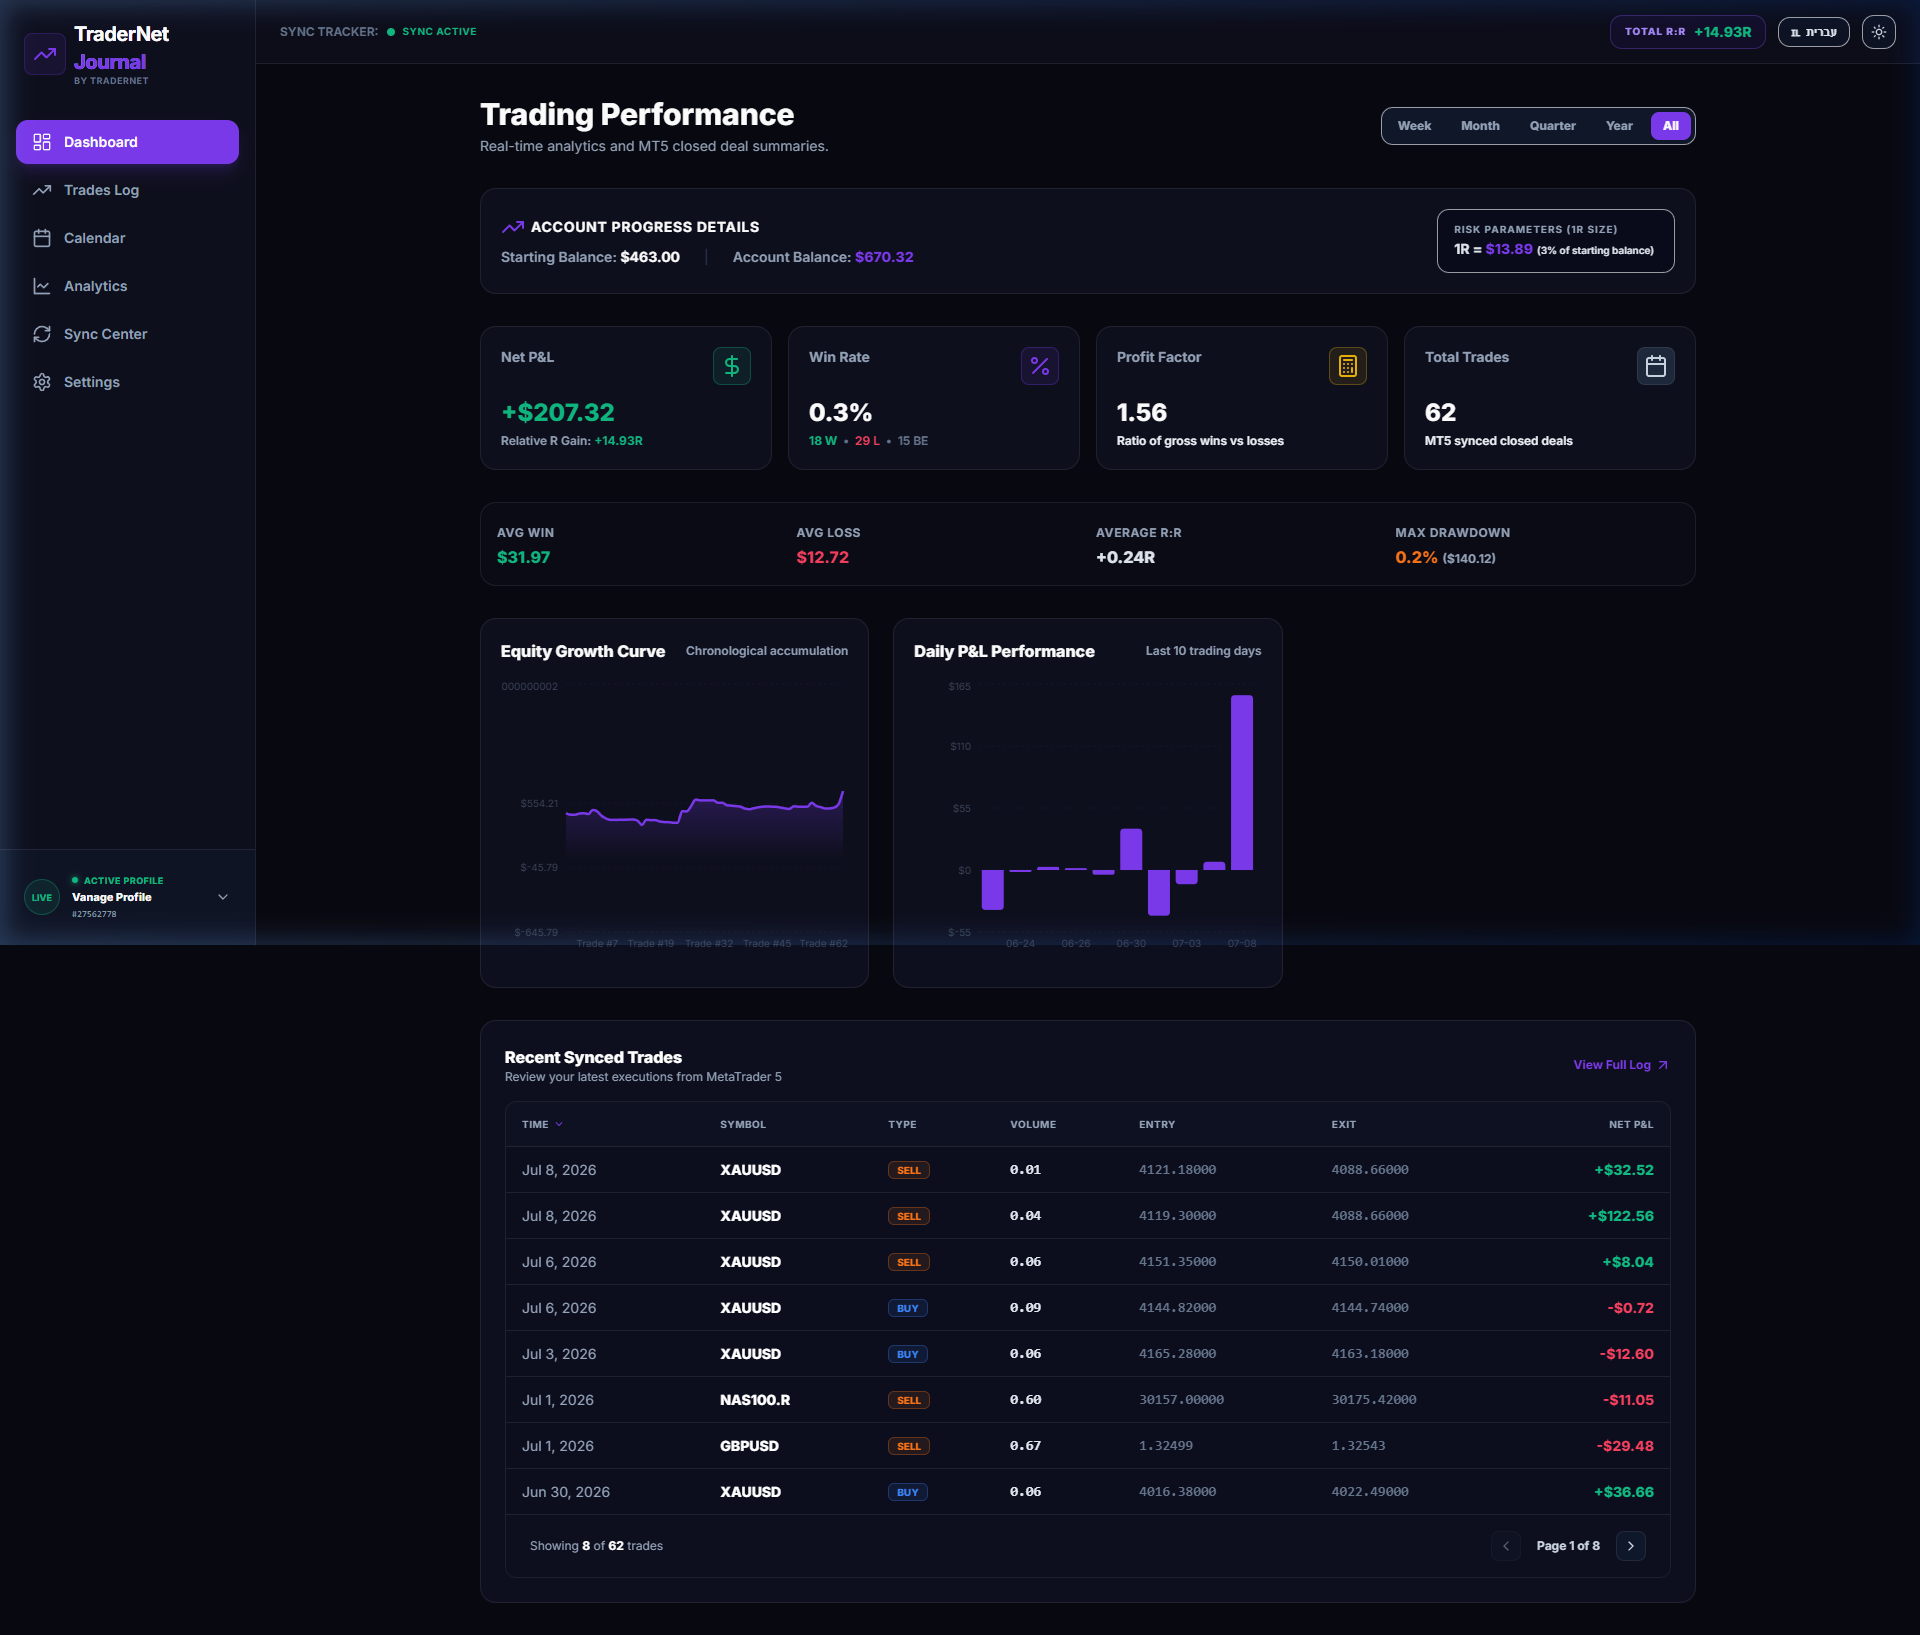 TraderNet
Journal
BY TRADERNET
Dashboard
Trades Log
Calendar
Analytics
Sync Center
Settings
ACTIVE PROFILE
LIVE
Vanage Profile
#27562778
SYNC TRACKER: SYNC ACTIVE
TOTAL R:R +14.93R
עברית
Trading Performance
Real-time analytics and MT5 closed deal summaries.
Week Month Quarter Year All
ACCOUNT PROGRESS DETAILS
Starting Balance: $463.00 Account Balance: $670.32
RISK PARAMETERS (1R SIZE)
1R = $13.89 (3% of starting balance)
Net P&L
+$207.32
Relative R Gain: +14.93R
Win Rate
0.3%
18 W • 29 L • 15 BE
Profit Factor
1.56
Ratio of gross wins vs losses
Total Trades
62
MT5 synced closed deals
AVG WIN
$31.97
AVG LOSS
$12.72
AVERAGE R:R
+0.24R
MAX DRAWDOWN
0.2% ($140.12)
Equity Growth Curve Chronological accumulation
000000002
$554.21
$-45.79
$-645.79
Trade #7 Trade #19 Trade #32 Trade #45 Trade #62
Daily P&L Performance Last 10 trading days
$165
$110
$55
$0
$-55
06-24 06-26 06-30 07-03 07-08
Recent Synced Trades
Review your latest executions from MetaTrader 5
View Full Log
TIME SYMBOL TYPE VOLUME ENTRY EXIT NET P&L
Jul 8, 2026 XAUUSD SELL 0.01 4121.18000 4088.66000 +$32.52
Jul 8, 2026 XAUUSD SELL 0.04 4119.30000 4088.66000 +$122.56
Jul 6, 2026 XAUUSD SELL 0.06 4151.35000 4150.01000 +$8.04
Jul 6, 2026 XAUUSD BUY 0.09 4144.82000 4144.74000 -$0.72
Jul 3, 2026 XAUUSD BUY 0.06 4165.28000 4163.18000 -$12.60
Jul 1, 2026 NAS100.R SELL 0.60 30157.00000 30175.42000 -$11.05
Jul 1, 2026 GBPUSD SELL 0.67 1.32499 1.32543 -$29.48
Jun 30, 2026 XAUUSD BUY 0.06 4016.38000 4022.49000 +$36.66
Showing 8 of 62 trades
Page 1 of 8